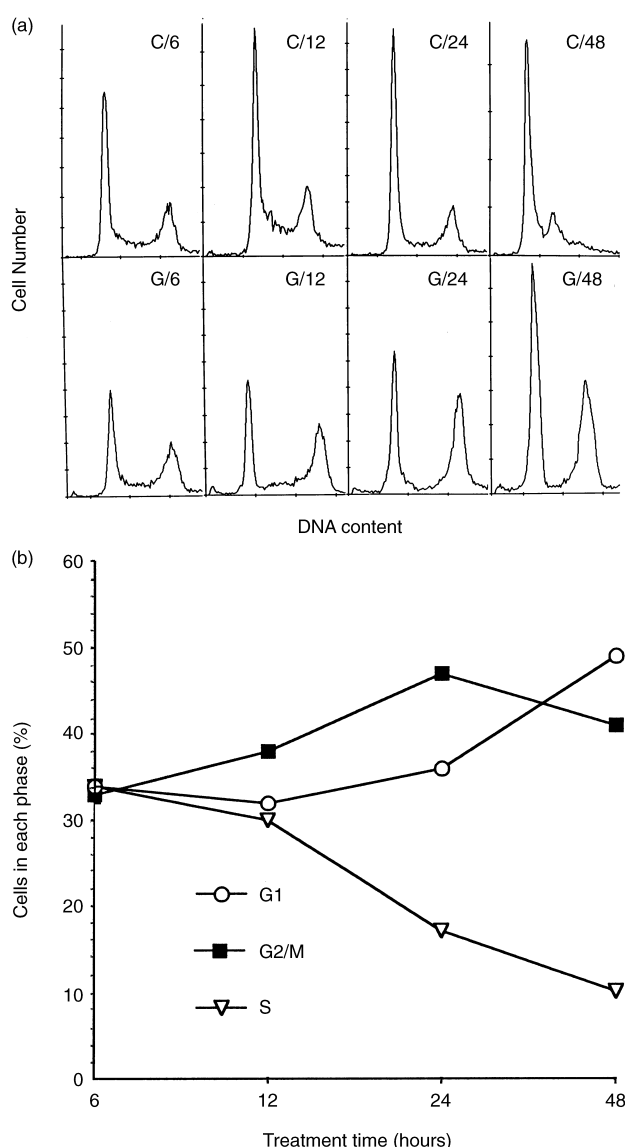 (a)
C/6 C/12 C/24 C/48
Cell Number
G/6 G/12 G/24 G/48
DNA content
(b)
60
50
40
30
20
10
0
Cells in each phase (%)
G1
G2/M
S
6 12 24 48
Treatment time (hours)